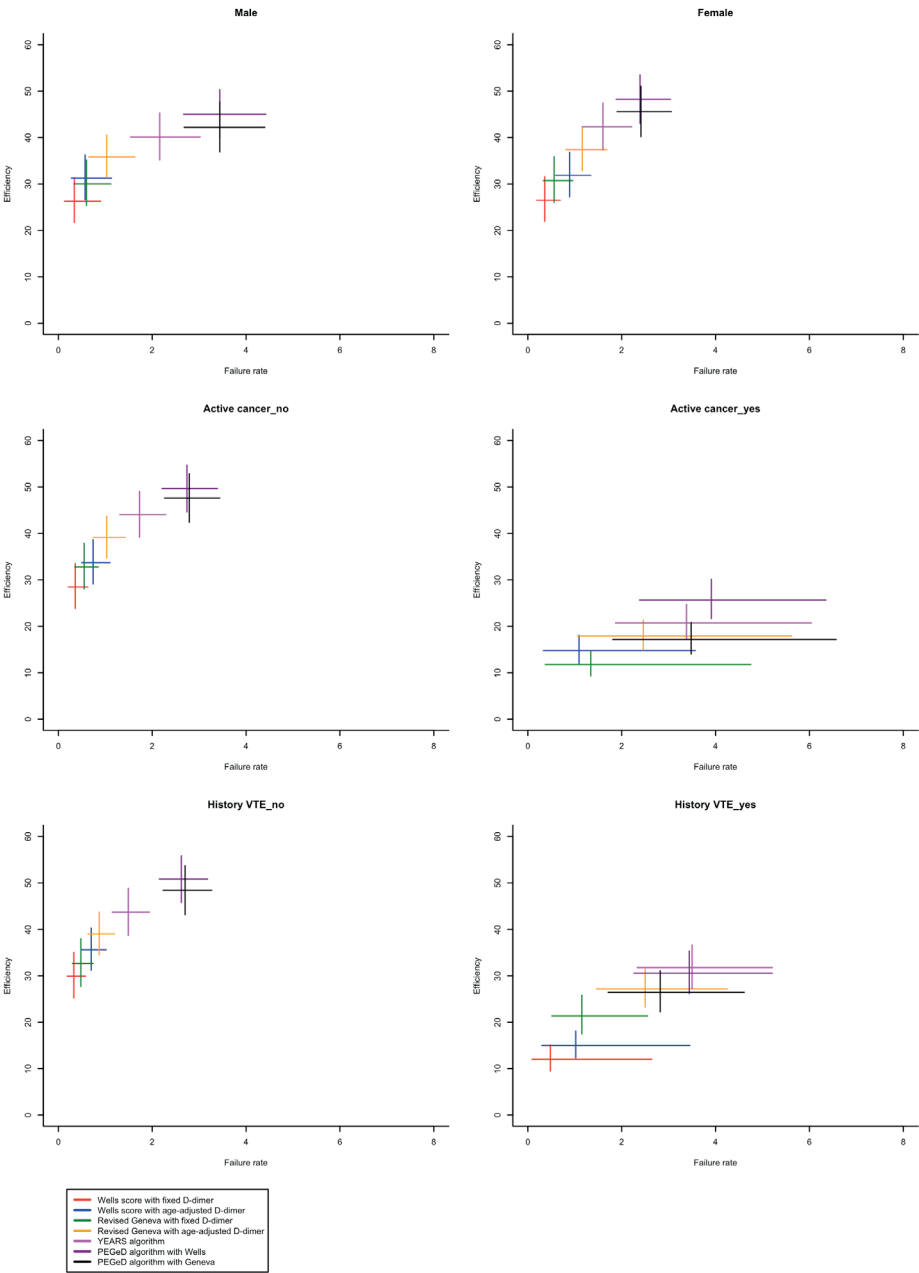 Male
Efficiency
60
50
40
30
20
10
0
0 2 4 6 8
Failure rate
Female
Efficiency
60
50
40
30
20
10
0
0 2 4 6 8
Failure rate
Active cancer_no
Efficiency
60
50
40
30
20
10
0
0 2 4 6 8
Failure rate
Active cancer_yes
Efficiency
60
50
40
30
20
10
0
0 2 4 6 8
Failure rate
History VTE_no
Efficiency
60
50
40
30
20
10
0
0 2 4 6 8
Failure rate
History VTE_yes
Efficiency
60
50
40
30
20
10
0
0 2 4 6 8
Failure rate
Wells score with fixed D-dimer
Wells score with age-adjusted D-dimer
Revised Geneva with fixed D-dimer
Revised Geneva with age-adjusted D-dimer
YEARS algorithm
PEGeD algorithm with Wells
PEGeD algorithm with Geneva